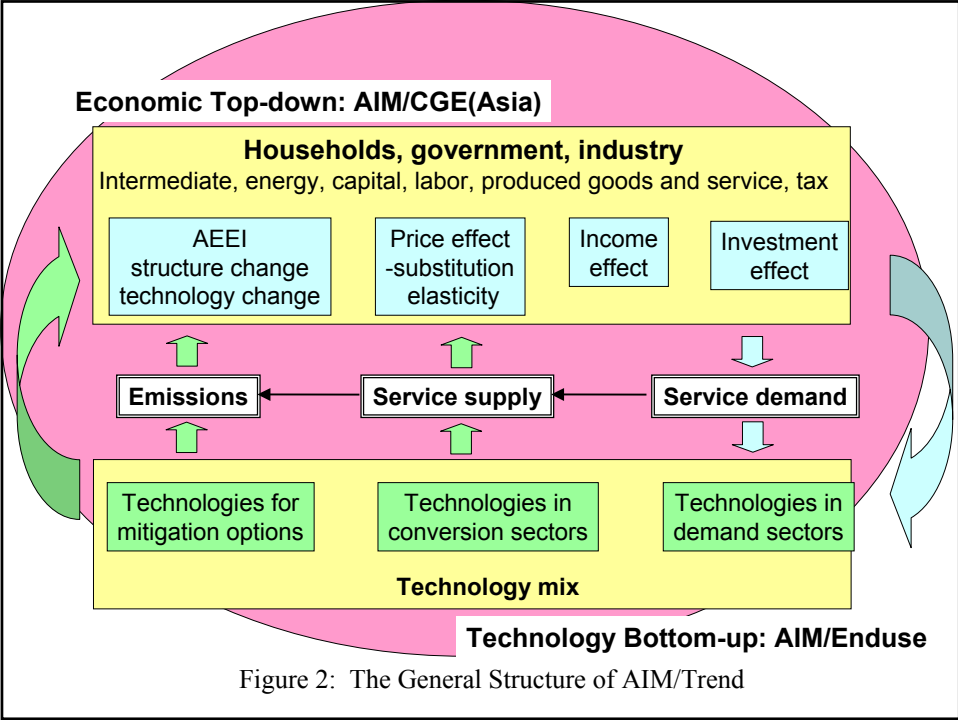 Economic Top-down: AIM/CGE(Asia)
Households, government, industry
Intermediate, energy, capital, labor, produced goods and service, tax
AEEI
structure change
technology change
Price effect
-substitution
elasticity
Income
effect
Investment
effect
Emissions
Service supply
Service demand
Technologies for
mitigation options
Technologies in
conversion sectors
Technologies in
demand sectors
Technology mix
Technology Bottom-up: AIM/Enduse
Figure 2: The General Structure of AIM/Trend